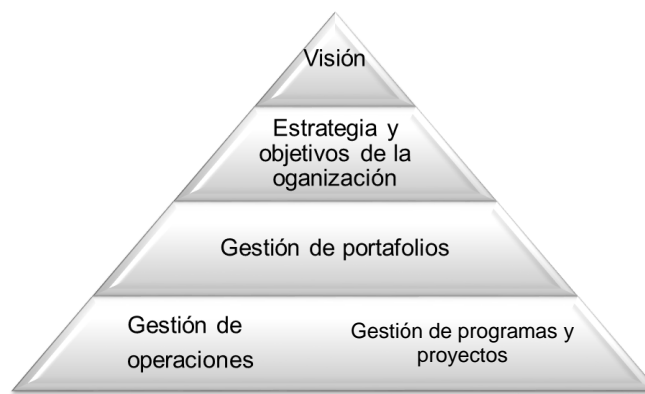 Visión
Estrategia y
objetivos de la
oganización
Gestión de portafolios
Gestión de
operaciones
Gestión de programas y
proyectos